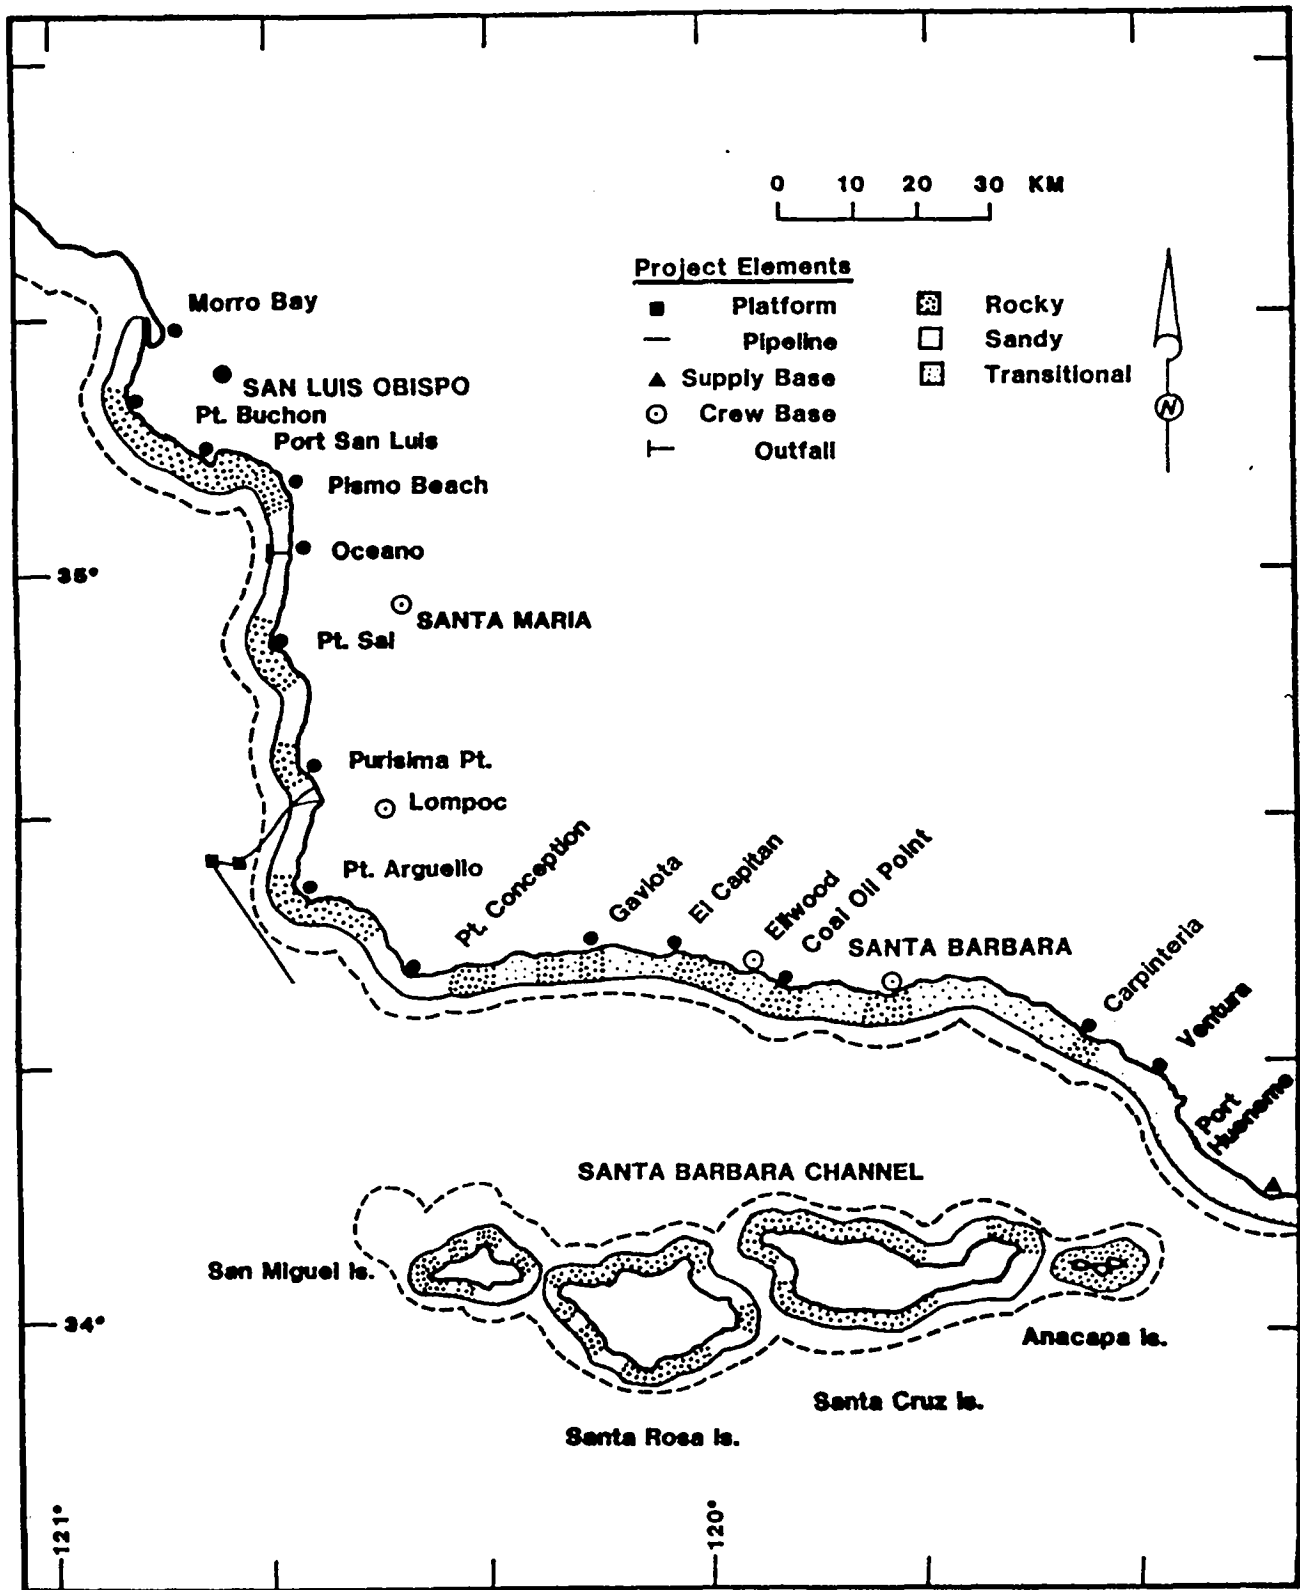 0 10 20 30 KM
Project Elements
Platform
Pipeline
Supply Base
Crew Base
Outfall
Rocky
Sandy
Transitional
N
Morro Bay
SAN LUIS OBISPO
Pt. Buchon
Port San Luis
Pismo Beach
Oceano
35°
SANTA MARIA
Pt. Sal
Purisima Pt.
Lompoc
Pt. Arguello
Pt. Conception
Gaviota
El Capitan
Ellwood
Coal Oil Point
SANTA BARBARA
Carpinteria
Ventura
Port
Hueneme
SANTA BARBARA CHANNEL
San Miguel Is.
34°
Anacapa Is.
Santa Cruz Is.
Santa Rosa Is.
121°
120°